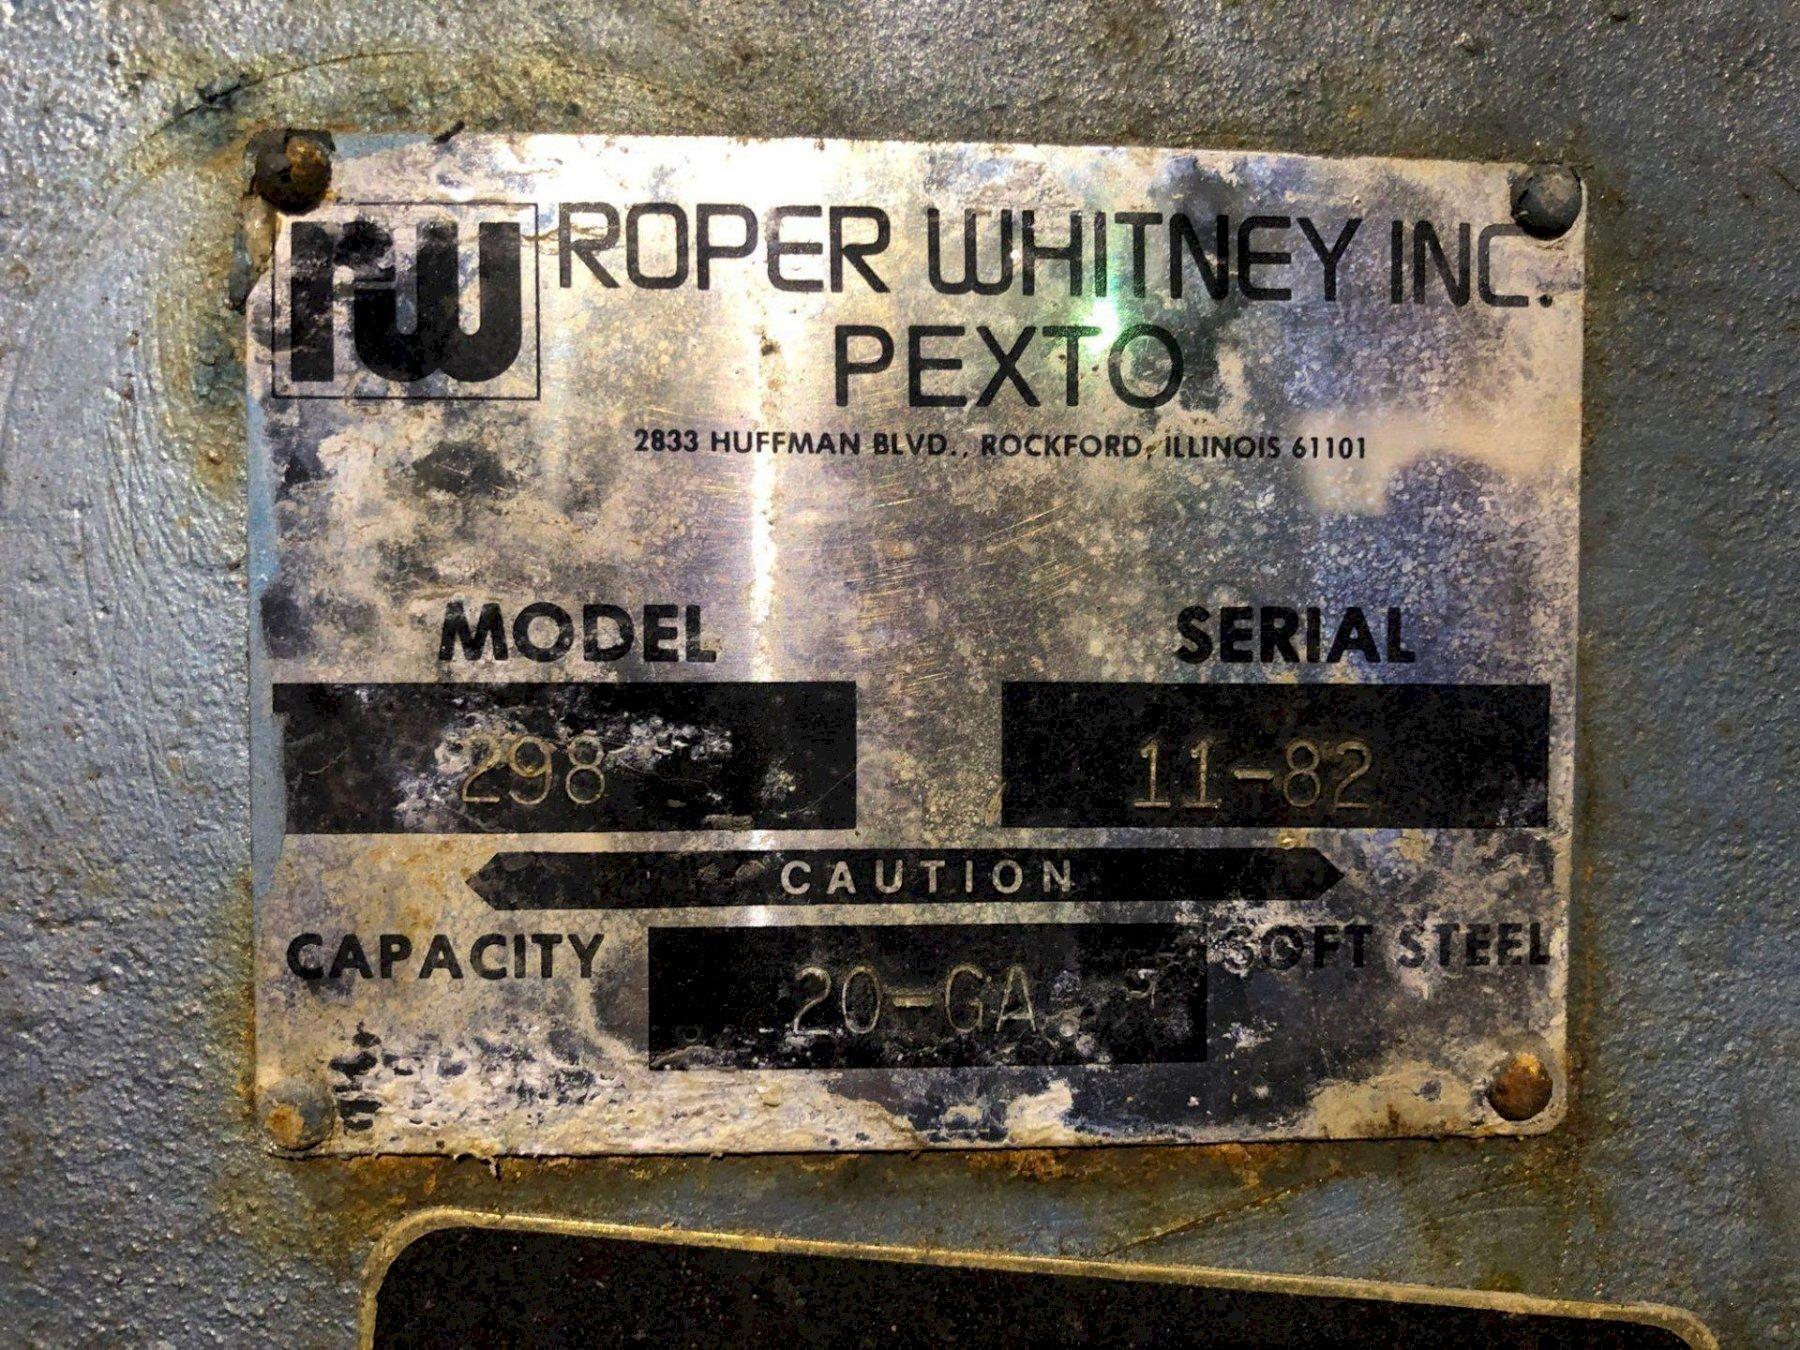 rw ROPER WHITNEY INC.
PEXTO
2833 HUFFMAN BLVD., ROCKFORD, ILLINOIS 61101
MODEL SERIAL
298 11-82
CAUTION
CAPACITY 20-GA SOFT STEEL